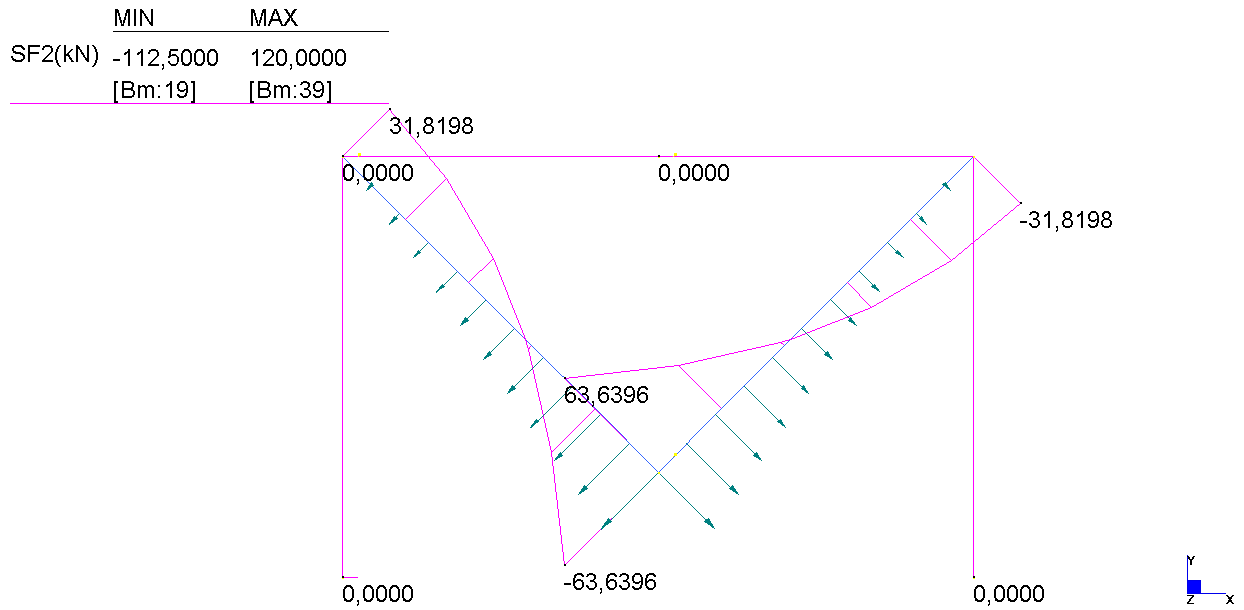 MIN MAX
SF2(kN) -112,5000 120,0000
[Bm:19] [Bm:39]
31,8198
0,0000 0,0000
-31,8198
63,6396
-63,6396
0,0000 0,0000
Y
Z X